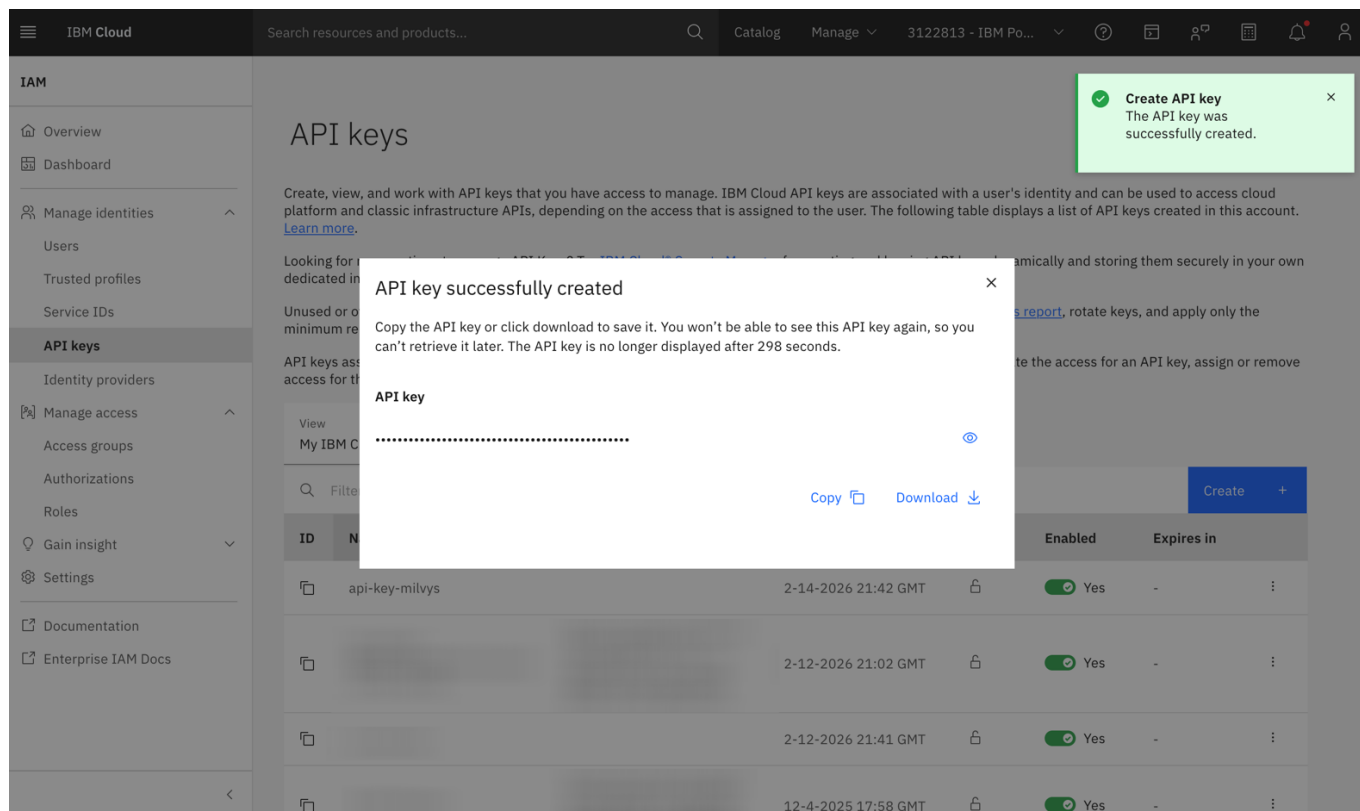 IBM Cloud
Search resources and products...
Catalog
Manage
3122813 - IBM Po...
IAM
Overview
Dashboard
Manage identities
Users
Trusted profiles
Service IDs
API keys
Identity providers
Manage access
Access groups
Authorizations
Roles
Gain insight
Settings
Documentation
Enterprise IAM Docs
Create API key
The API key was
successfully created.
API keys
Create, view, and work with API keys that you have access to manage. IBM Cloud API keys are associated with a user's identity and can be used to access cloud
platform and classic infrastructure APIs, depending on the access that is assigned to the user. The following table displays a list of API keys created in this account.
Learn more.
Looking for
amically and storing them securely in your own
dedicated in
Unused or o
s report, rotate keys, and apply only the
minimum re
API keys ass
te the access for an API key, assign or remove
access for th
API key successfully created
Copy the API key or click download to save it. You won't be able to see this API key again, so you
can't retrieve it later. The API key is no longer displayed after 298 seconds.
API key
••••••••••••••••••••••••••••••••••••••••••••
Copy
Download
View
My IBM C
Filte
Create +
ID N Enabled Expires in
api-key-milvys 2-14-2026 21:42 GMT Yes -
2-12-2026 21:02 GMT Yes -
2-12-2026 21:41 GMT Yes -
12-4-2025 17:58 GMT Yes -